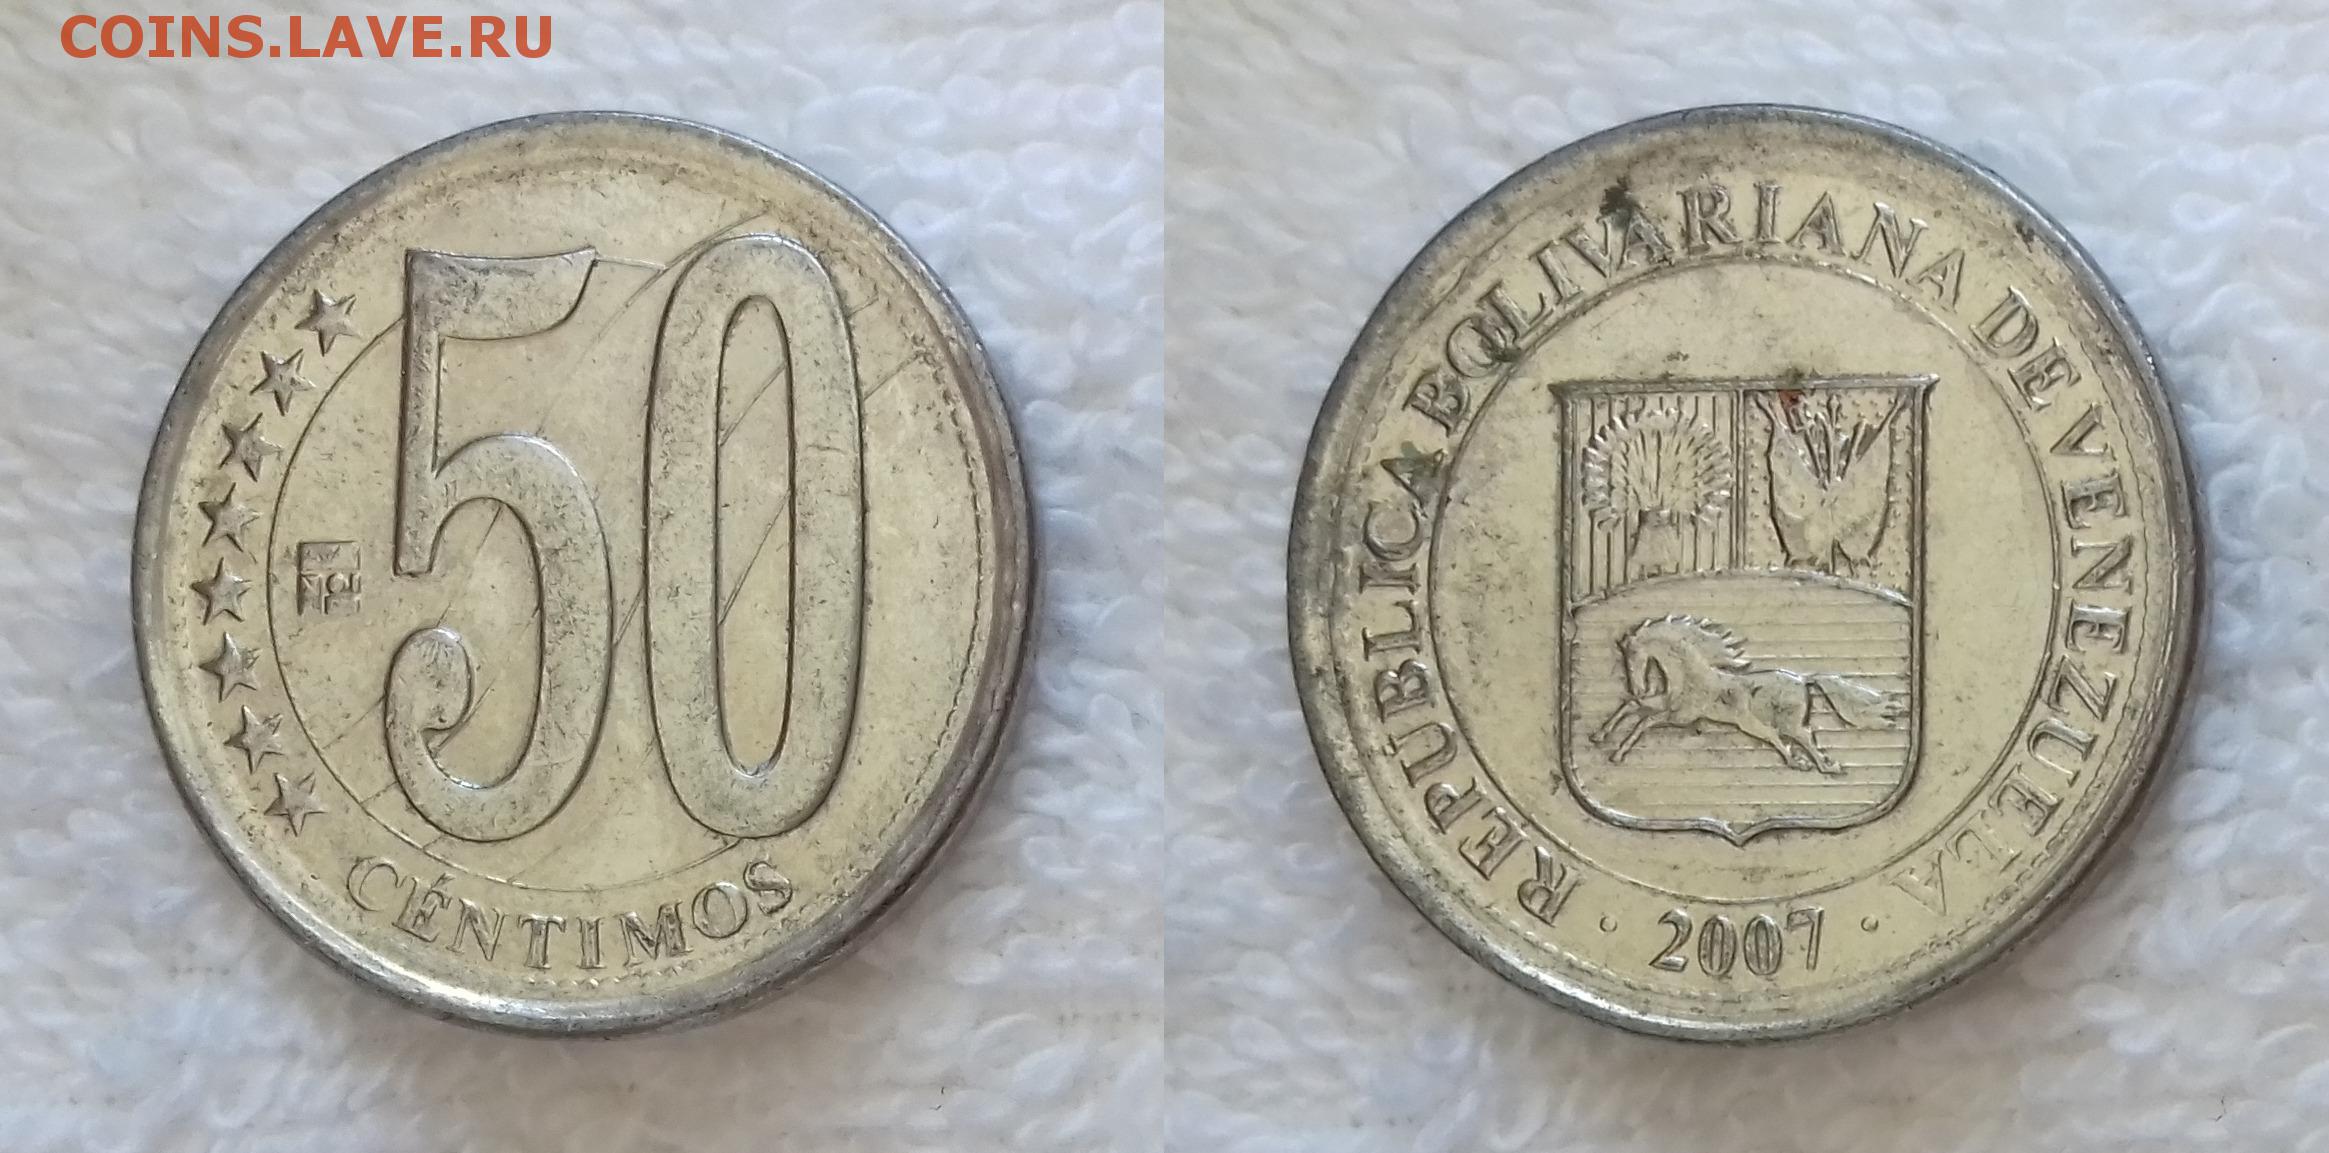 COINS.LAVE.RU
50
CÉNTIMOS
REPÚBLICA BOLIVARIANA DE VENEZUELA
· 2007 ·